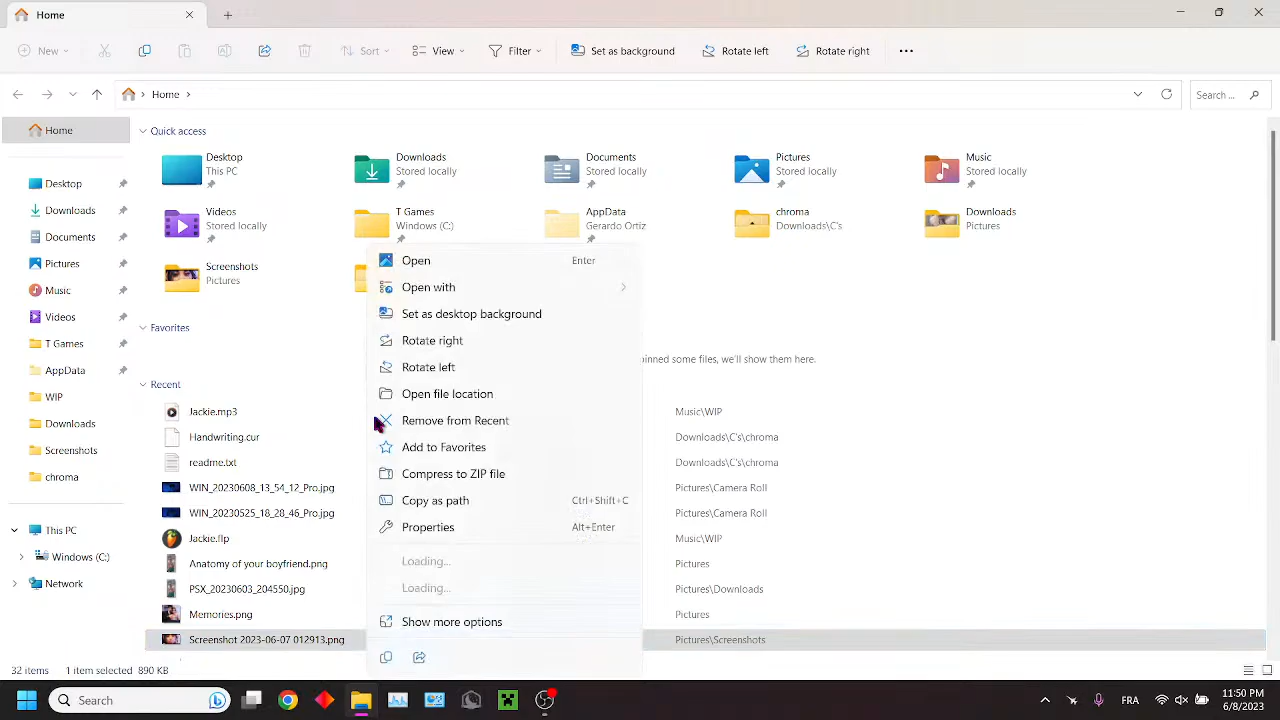 Home
New
Sort
View
Filter
Set as background
Rotate left
Rotate right
Home
Search ...
Home
Desktop
Downloads
Documents
Pictures
Music
Videos
T Games
AppData
WIP
Downloads
Screenshots
chroma
This PC
Windows (C:)
Network
Quick access
Desktop
This PC
Downloads
Stored locally
Documents
Stored locally
Pictures
Stored locally
Music
Stored locally
Videos
Stored locally
T Games
Windows (C:)
AppData
Gerardo Ortiz
chroma
Downloads\C's
Downloads
Pictures
Screenshots
Pictures
Favorites
pinned some files, we'll show them here.
Recent
Jackie.mp3 Music\WIP
Handwriting.cur Downloads\C's\chroma
readme.txt Downloads\C's\chroma
WIN_20230608_13_54_12_Pro.jpg Pictures\Camera Roll
WIN_20230525_18_28_46_Pro.jpg Pictures\Camera Roll
Jackie.flp Music\WIP
Anatomy of your boyfriend.png Pictures
PSX_20230603_204550.jpg Pictures\Downloads
Memories.png Pictures
Screenshot 2023-06-07 012913.png Pictures\Screenshots
Open Enter
Open with
Set as desktop background
Rotate right
Rotate left
Open file location
Remove from Recent
Add to Favorites
Compress to ZIP file
Copy as path Ctrl+Shift+C
Properties Alt+Enter
Loading...
Loading...
Show more options
32 items 1 item selected 890 KB
Search
FRA
11:50 PM
6/8/2023